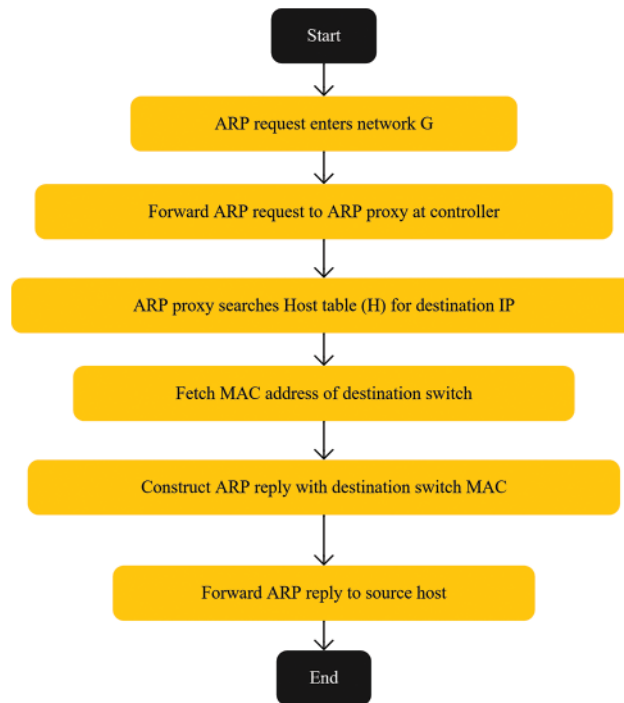 Start
ARP request enters network G
Forward ARP request to ARP proxy at controller
ARP proxy searches Host table (H) for destination IP
Fetch MAC address of destination switch
Construct ARP reply with destination switch MAC
Forward ARP reply to source host
End